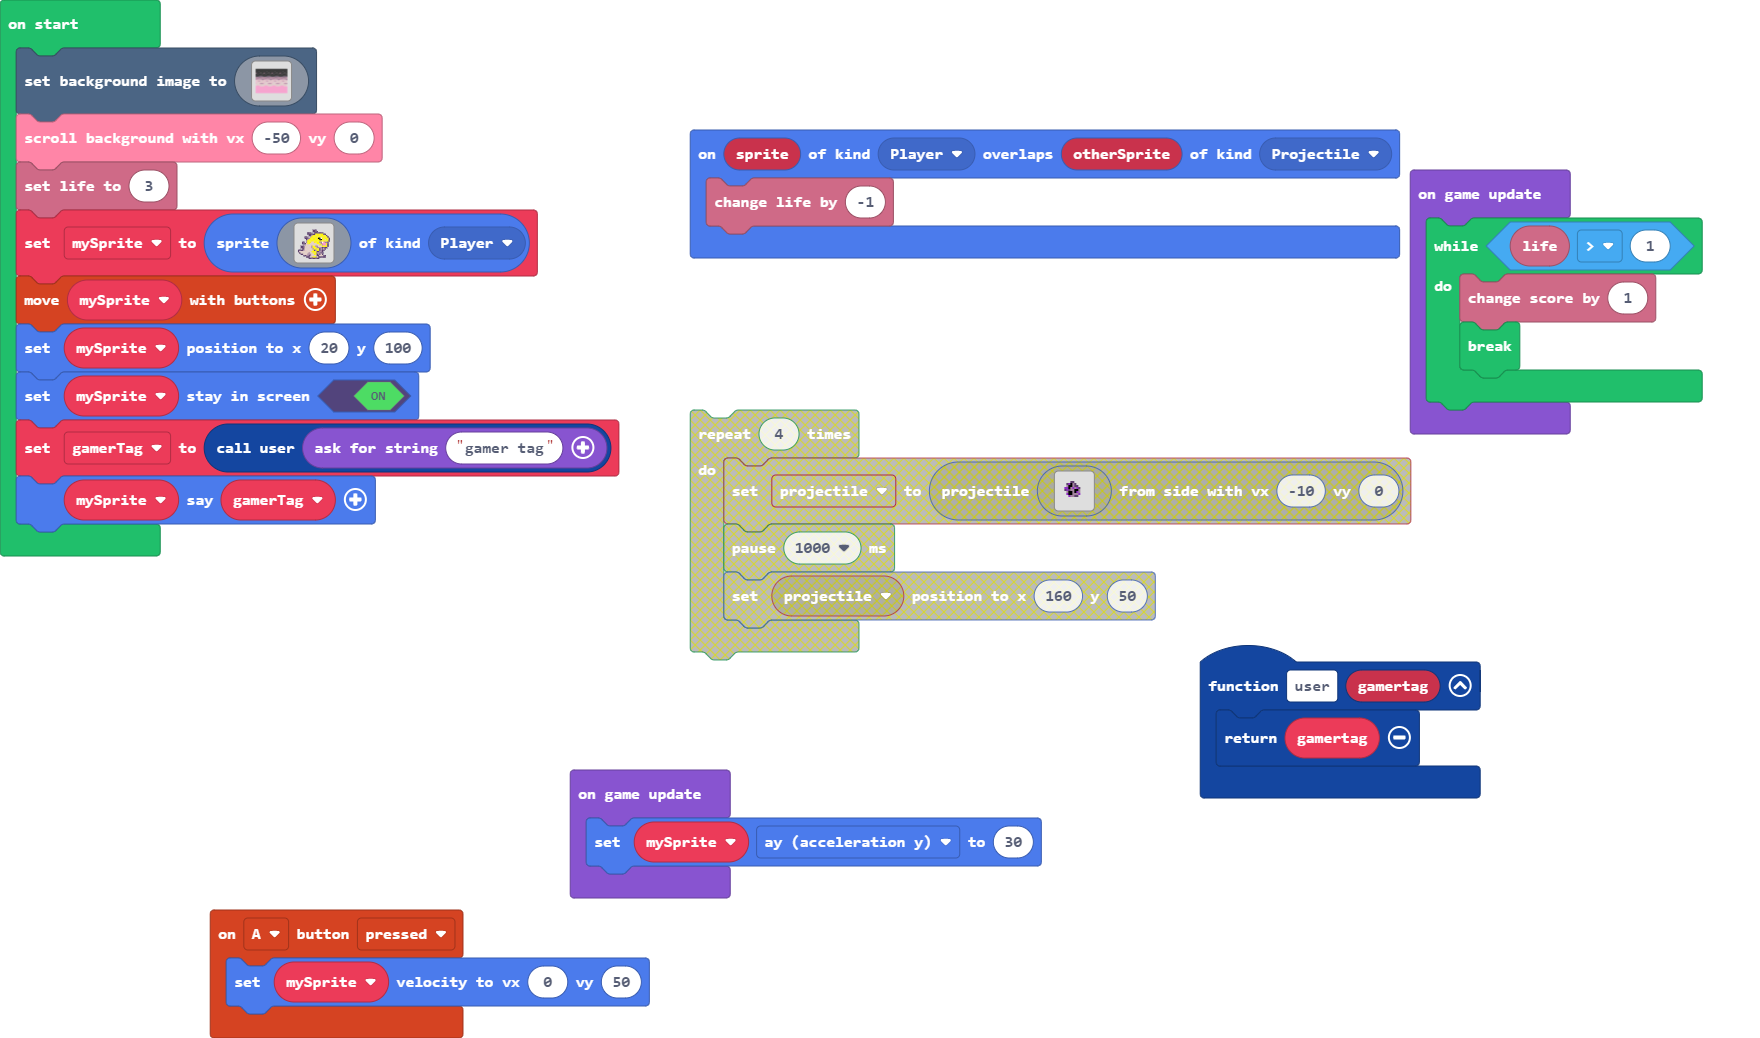 on start
set background image to
scroll background with vx -50 vy 0
set life to 3
set mySprite to sprite of kind Player
move mySprite with buttons
set mySprite position to x 20 y 100
set mySprite stay in screen ON
set gamerTag to call user ask for string "gamer tag"
mySprite say gamerTag
on sprite of kind Player overlaps otherSprite of kind Projectile
change life by -1
on game update
while life > 1
do
change score by 1
break
repeat 4 times
do
set projectile to projectile from side with vx -10 vy 0
pause 1000 ms
set projectile position to x 160 y 50
function user gamertag
return gamertag
on game update
set mySprite ay (acceleration y) to 30
on A button pressed
set mySprite velocity to vx 0 vy 50